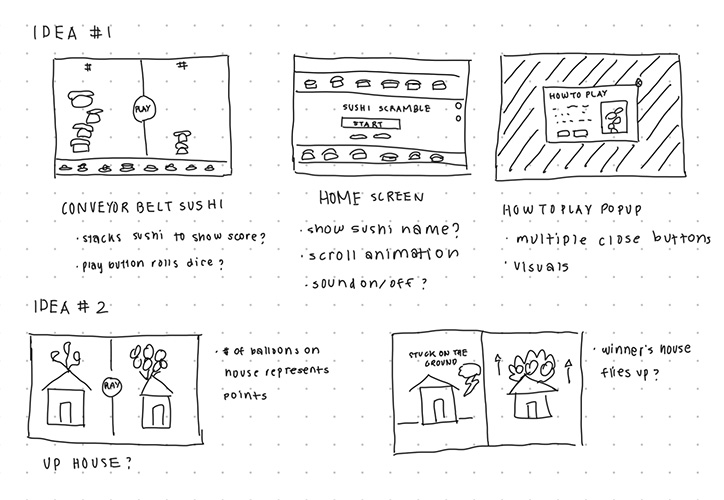 IDEA #1
# #
PLAY
SUSHI SCRAMBLE
START
HOW TO PLAY
CONVEYOR BELT SUSHI
· stacks sushi to show score?
· play button rolls dice?
HOME SCREEN
· show sushi name?
· scroll animation
· sound on/off?
HOW TO PLAY POPUP
· multiple close buttons
· visuals
IDEA #2
PLAY
· # of balloons on
house represents
points
STUCK ON THE
GROUND
· winner's house
flies up?
UP HOUSE?